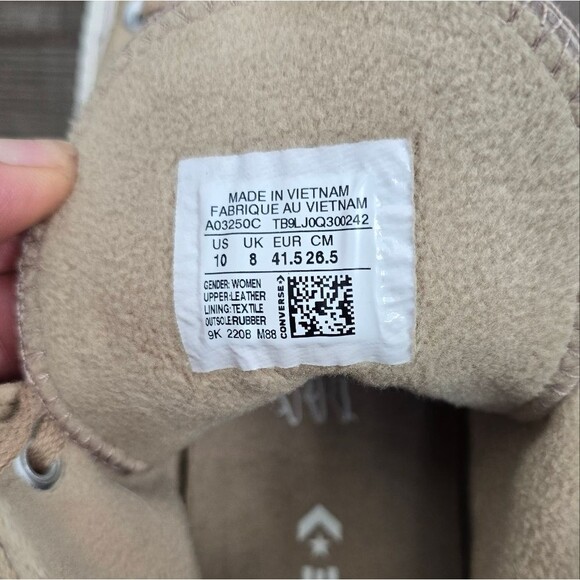 MADE IN VIETNAM
FABRIQUE AU VIETNAM
A03250C TB9LJ0Q300242
US UK EUR CM
10 8 41.5 26.5
GENDER: WOMEN
UPPER:LEATHER
LINING:TEXTILE
OUTSOLE:RUBBER
9K 2208 M88
CONVERSE